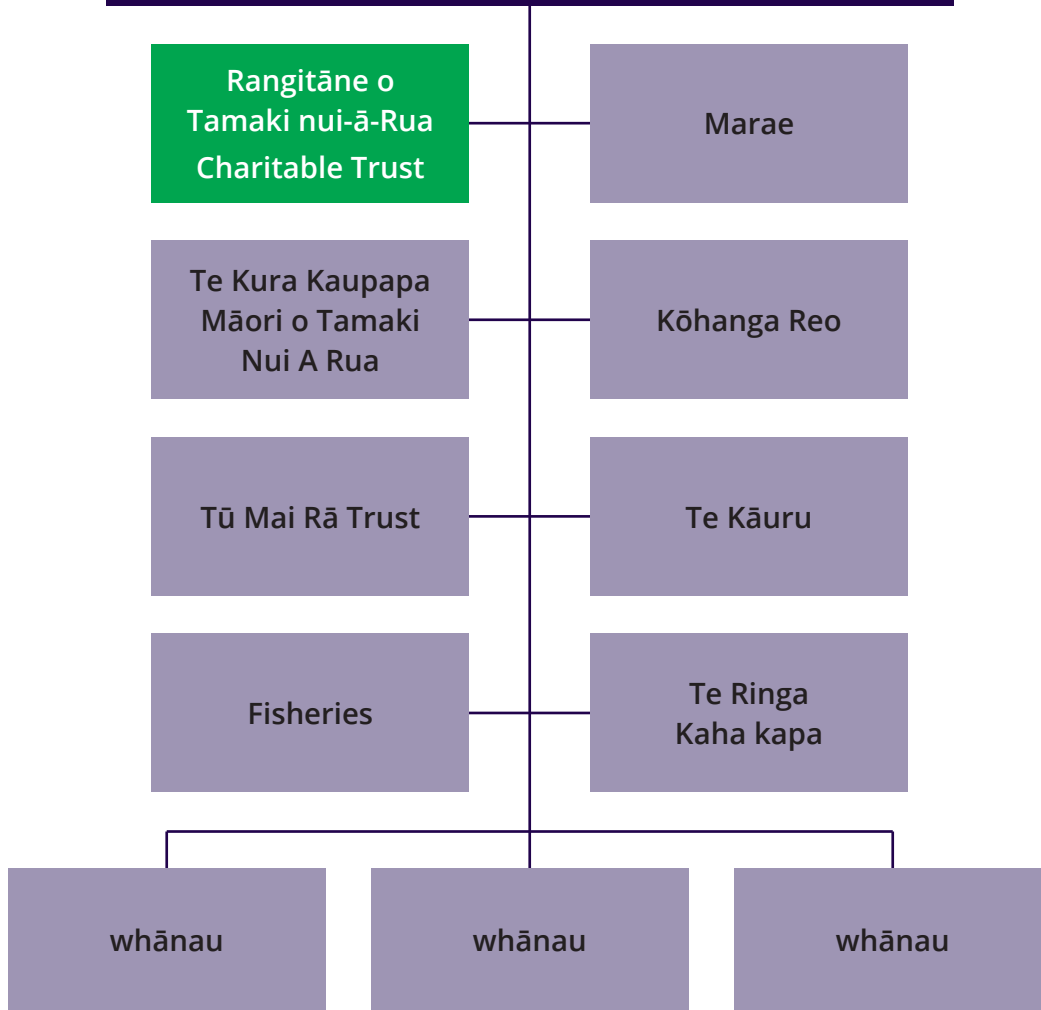 Rangitāne o
Tamaki nui-ā-Rua
Charitable Trust
Marae
Te Kura Kaupapa
Māori o Tamaki
Nui A Rua
Kōhanga Reo
Tū Mai Rā Trust
Te Kāuru
Fisheries
Te Ringa
Kaha kapa
whānau
whānau
whānau